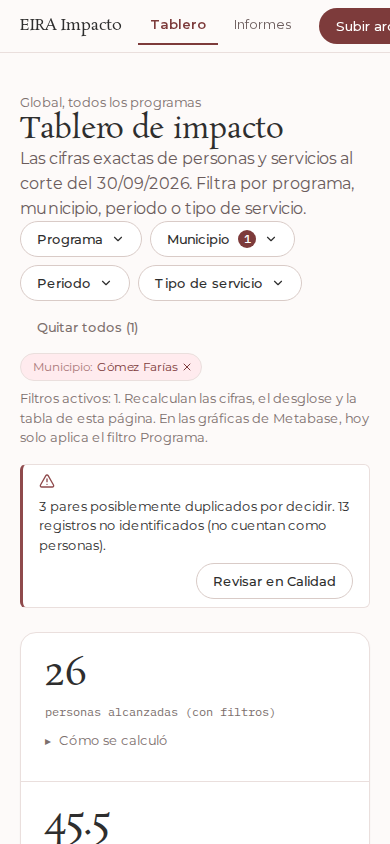 EIRA Impacto
Tablero
Informes
Subir arc
Global, todos los programas
Tablero de impacto
Las cifras exactas de personas y servicios al
corte del 30/09/2026. Filtra por programa,
municipio, periodo o tipo de servicio.
Programa
Municipio 1
Periodo
Tipo de servicio
Quitar todos (1)
Municipio: Gómez Farías ×
Filtros activos: 1. Recalculan las cifras, el desglose y la
tabla de esta página. En las gráficas de Metabase, hoy
solo aplica el filtro Programa.
3 pares posiblemente duplicados por decidir. 13
registros no identificados (no cuentan como
personas).
Revisar en Calidad
26
personas alcanzadas (con filtros)
▸ Cómo se calculó
45.5